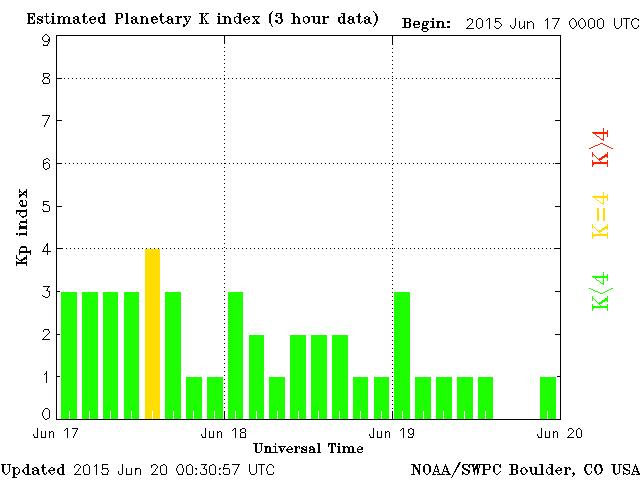 Estimated Planetary K index (3 hour data)
Begin: 2015 Jun 17 0000 UTC
9
8
7
6
5
4
3
2
1
0
Kp index
K<4 K=4 K>4
Jun 17 Jun 18 Jun 19 Jun 20
Universal Time
Updated 2015 Jun 20 00:30:57 UTC
NOAA/SWPC Boulder, CO USA